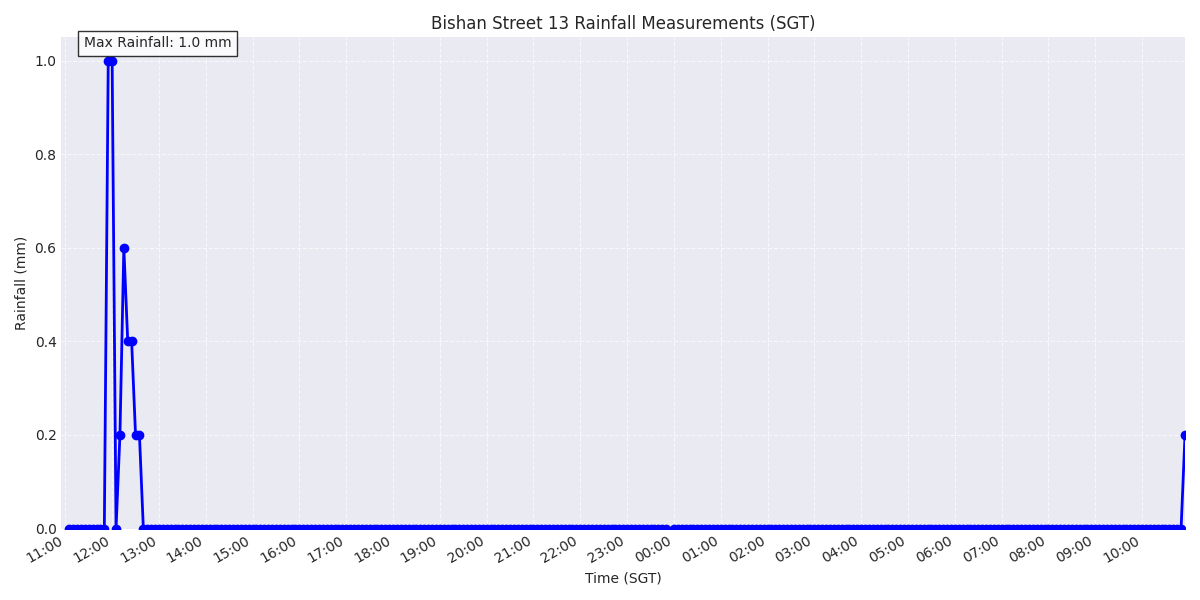 Bishan Street 13 Rainfall Measurements (SGT)
Max Rainfall: 1.0 mm
Rainfall (mm)
1.0
0.8
0.6
0.4
0.2
0.0
11:00 12:00 13:00 14:00 15:00 16:00 17:00 18:00 19:00 20:00 21:00 22:00 23:00 00:00 01:00 02:00 03:00 04:00 05:00 06:00 07:00 08:00 09:00 10:00
Time (SGT)